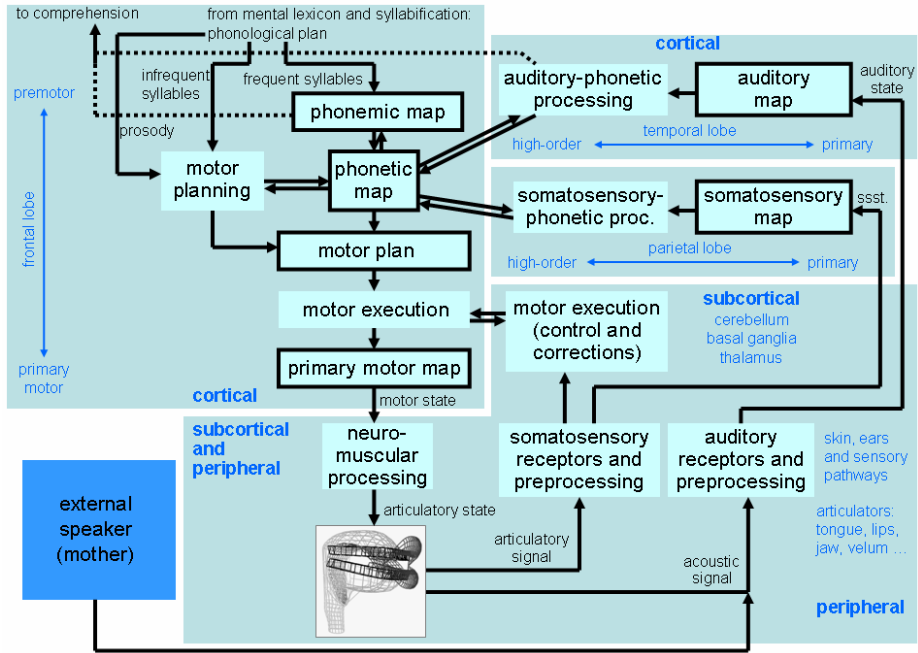 to comprehension
from mental lexicon and syllabification:
phonological plan
infrequent
syllables
frequent syllables
prosody
premotor
frontal lobe
primary
motor
phonemic map
motor
planning
phonetic
map
motor plan
motor execution
primary motor map
motor state
cortical
cortical
auditory-phonetic
processing
auditory
map
auditory
state
high-order
temporal lobe
primary
somatosensory-
phonetic proc.
somatosensory
map
ssst.
high-order
parietal lobe
primary
motor execution
(control and
corrections)
subcortical
cerebellum
basal ganglia
thalamus
subcortical
and
peripheral
neuro-
muscular
processing
articulatory state
somatosensory
receptors and
preprocessing
auditory
receptors and
preprocessing
skin, ears
and sensory
pathways
articulators:
tongue, lips,
jaw, velum ...
articulatory
signal
acoustic
signal
peripheral
external
speaker
(mother)